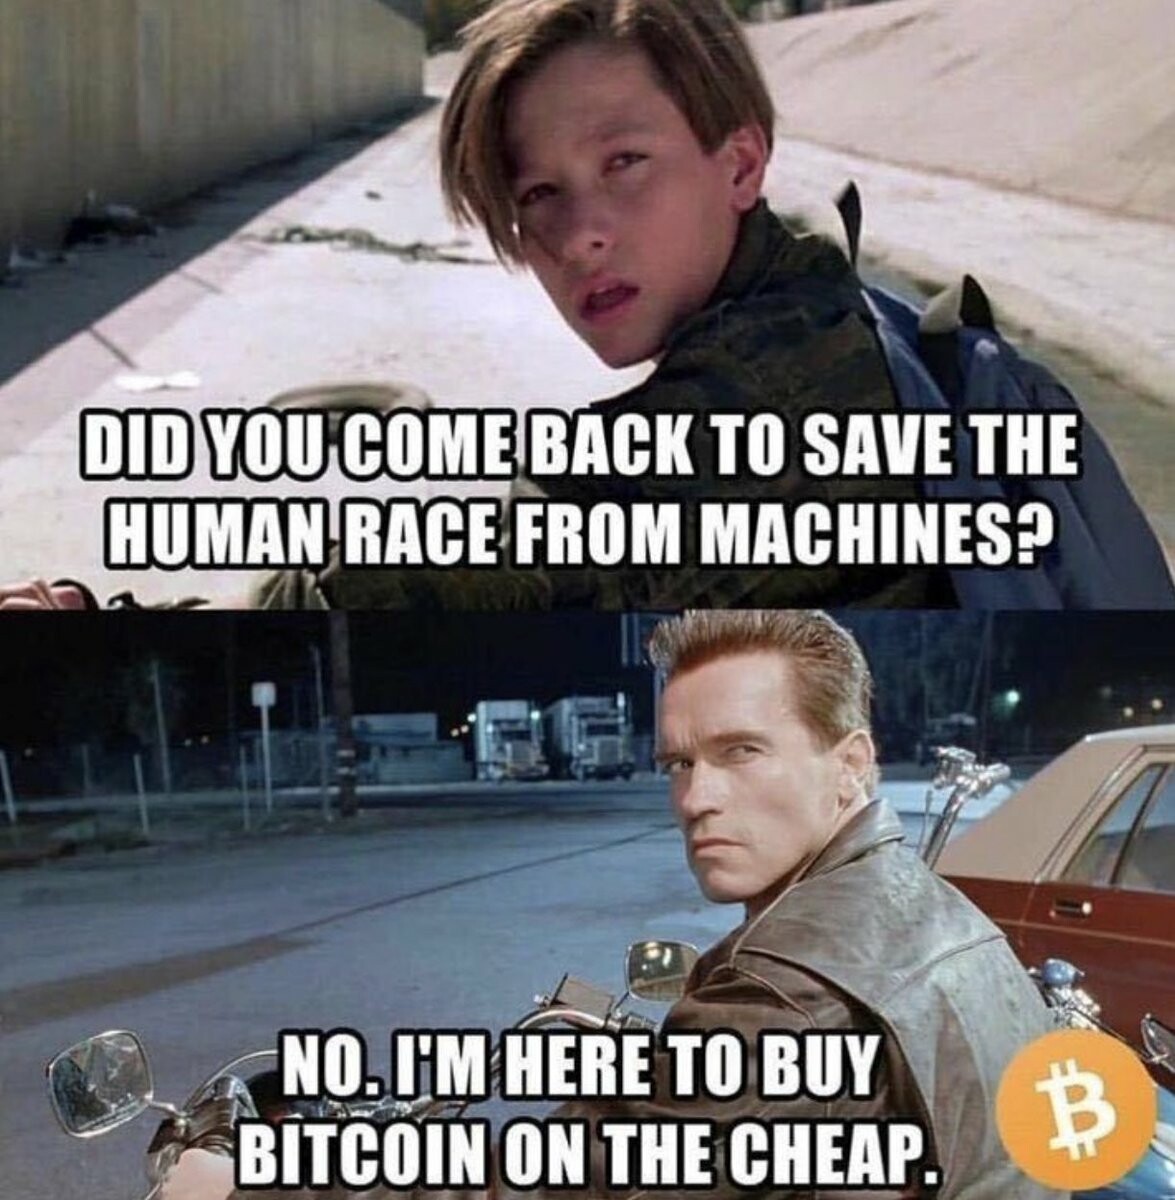 DID YOU COME BACK TO SAVE THE
HUMAN RACE FROM MACHINES?
NO. I'M HERE TO BUY
BITCOIN ON THE CHEAP.